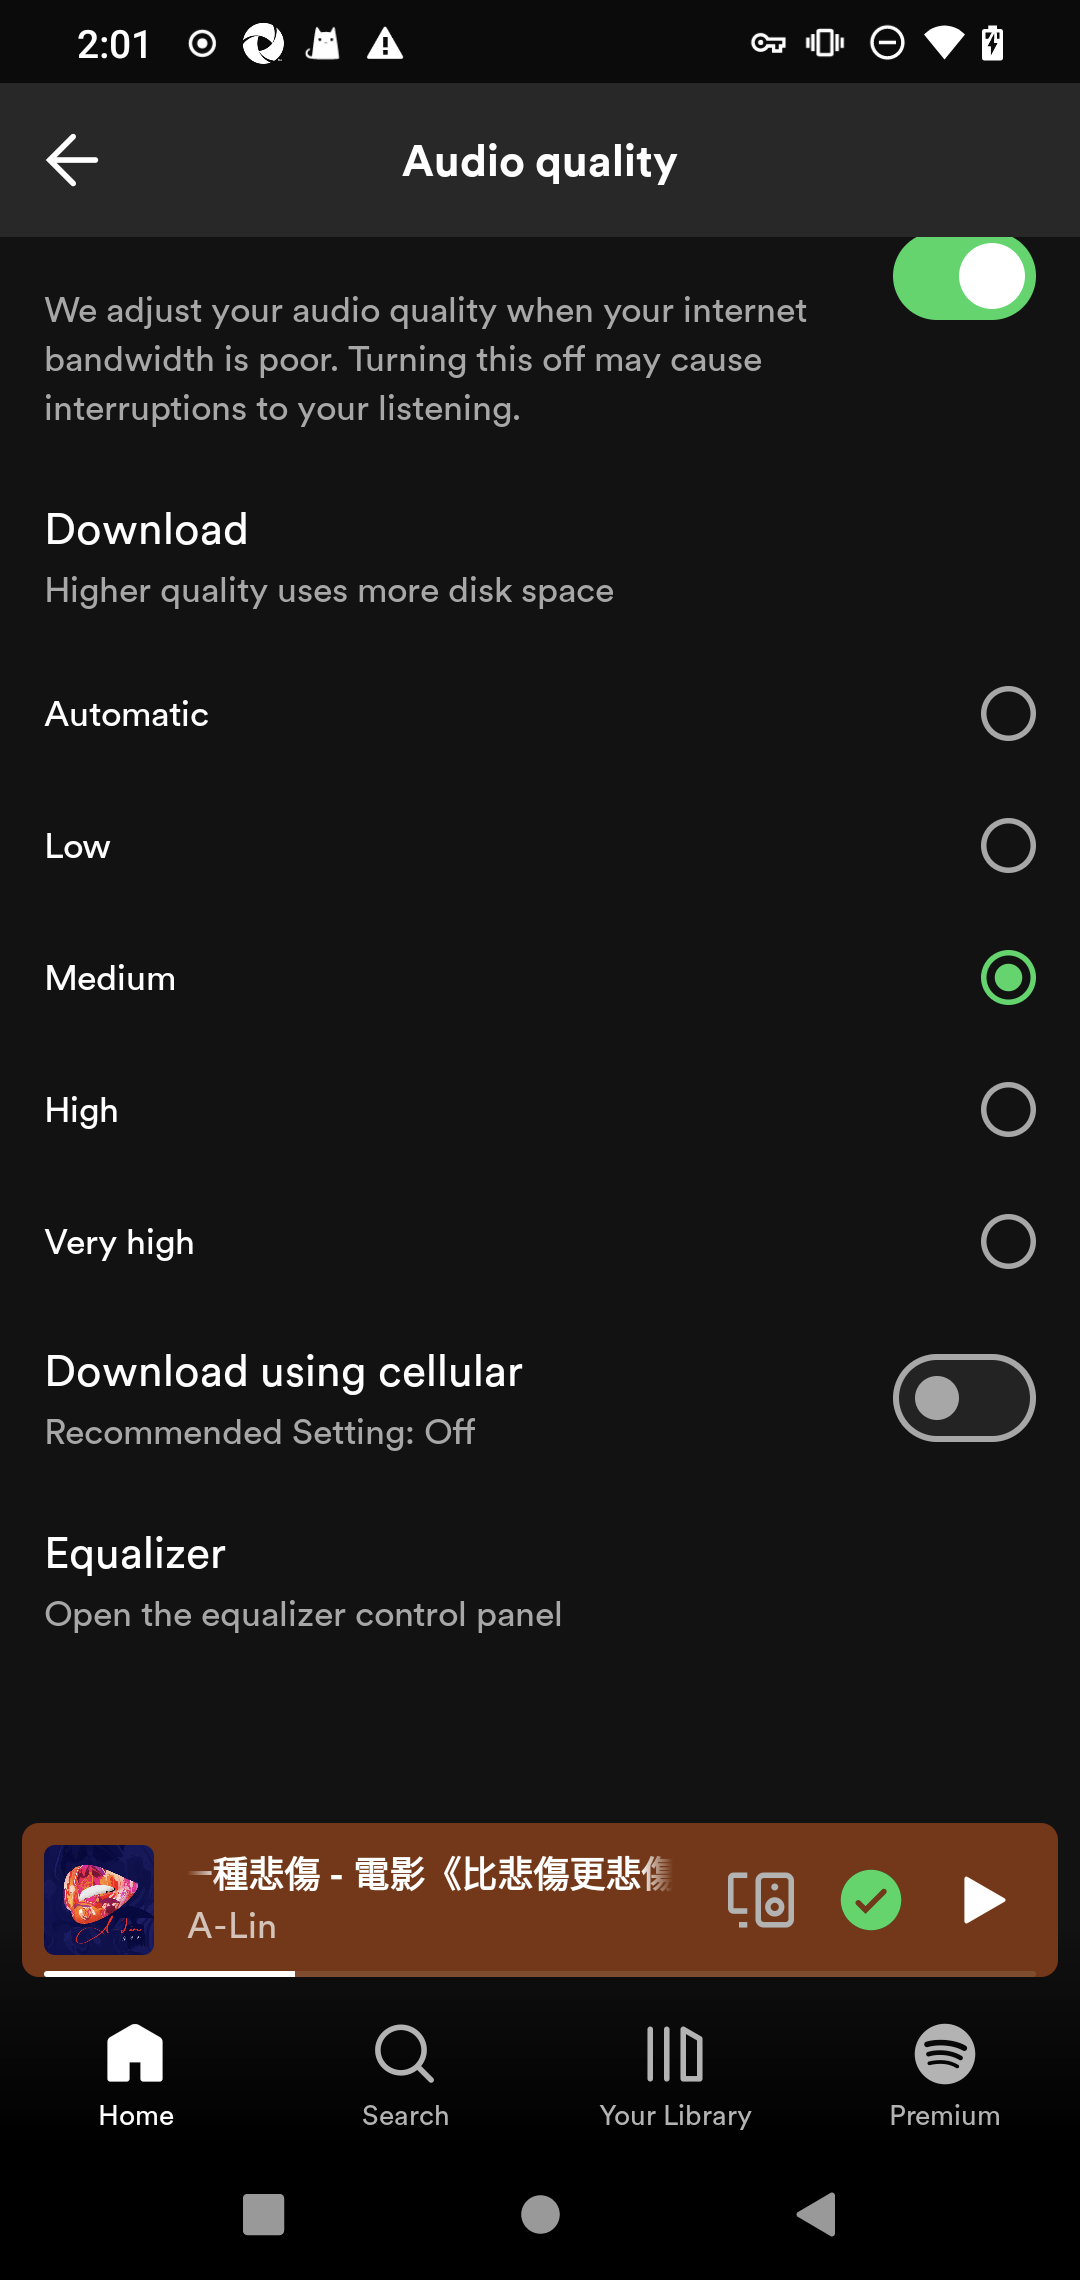 2:01
Audio quality
We adjust your audio quality when your internet
bandwidth is poor. Turning this off may cause
interruptions to your listening.
Download
Higher quality uses more disk space
Automatic
Low
Medium
High
Very high
Download using cellular
Recommended Setting: Off
Equalizer
Open the equalizer control panel
一種悲傷 - 電影《比悲傷更悲傷
A-Lin
Home
Search
Your Library
Premium